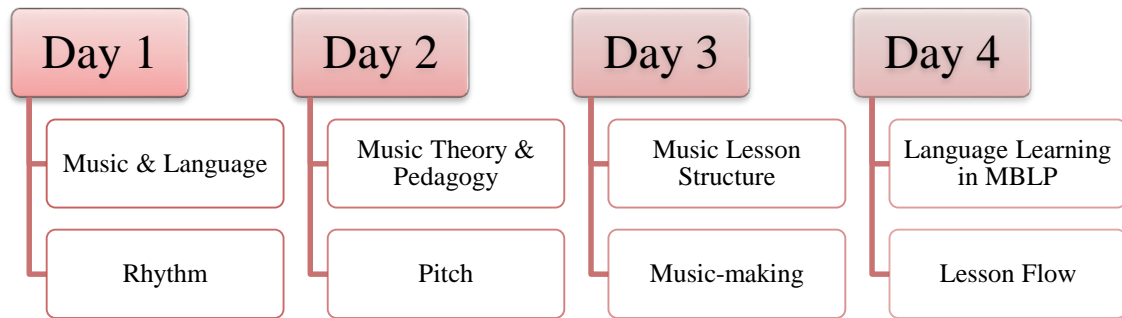 Day 1
Music & Language
Rhythm
Day 2
Music Theory &
Pedagogy
Pitch
Day 3
Music Lesson
Structure
Music-making
Day 4
Language Learning
in MBLP
Lesson Flow